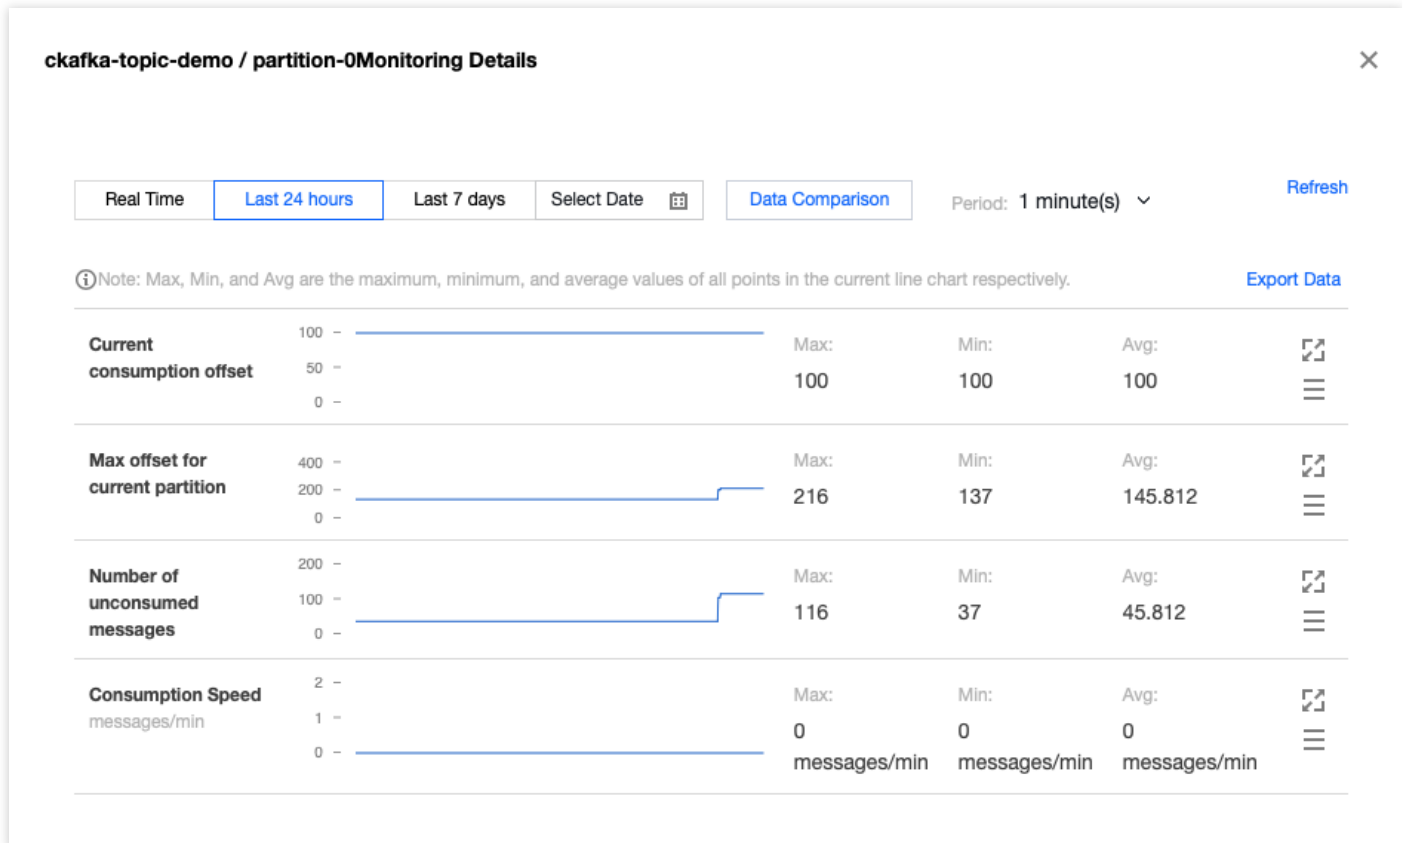 ckafka-topic-demo / partition-0Monitoring Details
Real Time Last 24 hours Last 7 days Select Date Data Comparison Period: 1 minute(s) Refresh
Note: Max, Min, and Avg are the maximum, minimum, and average values of all points in the current line chart respectively. Export Data
Current consumption offset
100
50
0
Max: Min: Avg:
100 100 100
Max offset for current partition
400
200
0
Max: Min: Avg:
216 137 145.812
Number of unconsumed messages
200
100
0
Max: Min: Avg:
116 37 45.812
Consumption Speed
messages/min
2
1
0
Max: Min: Avg:
0 0 0
messages/min messages/min messages/min